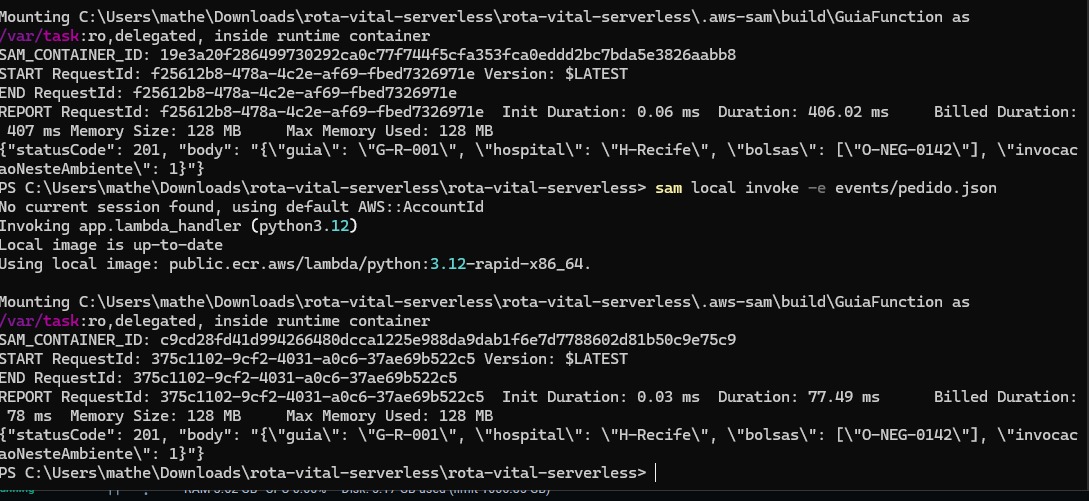 Mounting C:\Users\mathe\Downloads\rota-vital-serverless\rota-vital-serverless\.aws-sam\build\GuiaFunction as
/var/task:ro,delegated, inside runtime container
SAM_CONTAINER_ID: 19e3a20f286499730292ca0c77f744f5cfa353fca0eddd2bc7bda5e3826aabb8
START RequestId: f25612b8-478a-4c2e-af69-fbed7326971e Version: $LATEST
END RequestId: f25612b8-478a-4c2e-af69-fbed7326971e
REPORT RequestId: f25612b8-478a-4c2e-af69-fbed7326971e  Init Duration: 0.06 ms  Duration: 406.02 ms     Billed Duration:
 407 ms Memory Size: 128 MB     Max Memory Used: 128 MB
{"statusCode": 201, "body": "{\"guia\": \"G-R-001\", \"hospital\": \"H-Recife\", \"bolsas\": [\"O-NEG-0142\"], \"invocac
aoNesteAmbiente\": 1}"}
PS C:\Users\mathe\Downloads\rota-vital-serverless\rota-vital-serverless> sam local invoke -e events/pedido.json
No current session found, using default AWS::AccountId
Invoking app.lambda_handler (python3.12)
Local image is up-to-date
Using local image: public.ecr.aws/lambda/python:3.12-rapid-x86_64.

Mounting C:\Users\mathe\Downloads\rota-vital-serverless\rota-vital-serverless\.aws-sam\build\GuiaFunction as
/var/task:ro,delegated, inside runtime container
SAM_CONTAINER_ID: c9cd28fd41d994266480dcca1225e988da9dab1f6e7d7788602d81b50c9e75c9
START RequestId: 375c1102-9cf2-4031-a0c6-37ae69b522c5 Version: $LATEST
END RequestId: 375c1102-9cf2-4031-a0c6-37ae69b522c5
REPORT RequestId: 375c1102-9cf2-4031-a0c6-37ae69b522c5  Init Duration: 0.03 ms  Duration: 77.49 ms      Billed Duration:
 78 ms  Memory Size: 128 MB     Max Memory Used: 128 MB
{"statusCode": 201, "body": "{\"guia\": \"G-R-001\", \"hospital\": \"H-Recife\", \"bolsas\": [\"O-NEG-0142\"], \"invocac
aoNesteAmbiente\": 1}"}
PS C:\Users\mathe\Downloads\rota-vital-serverless\rota-vital-serverless>